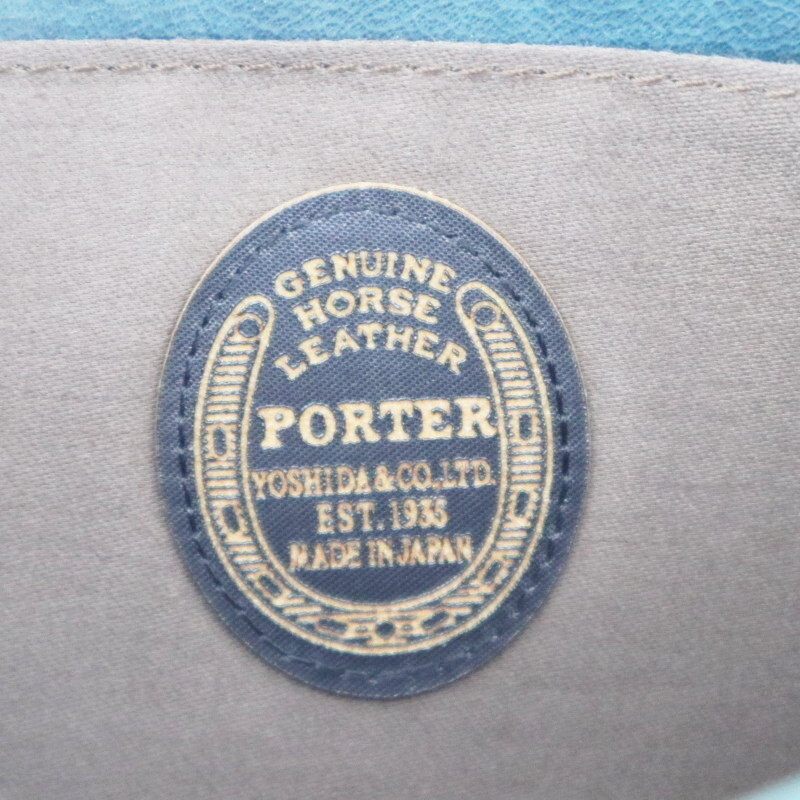 GENUINE
HORSE
LEATHER
PORTER
YOSHIDA & CO., LTD.
EST. 1935
MADE IN JAPAN